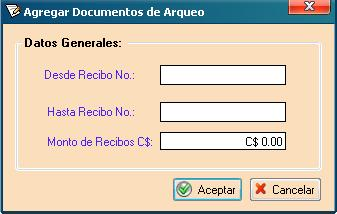 Agregar Documentos de Arqueo
Datos Generales:
Desde Recibo No.:
Hasta Recibo No.:
Monto de Recibos C$: C$ 0.00
Aceptar Cancelar